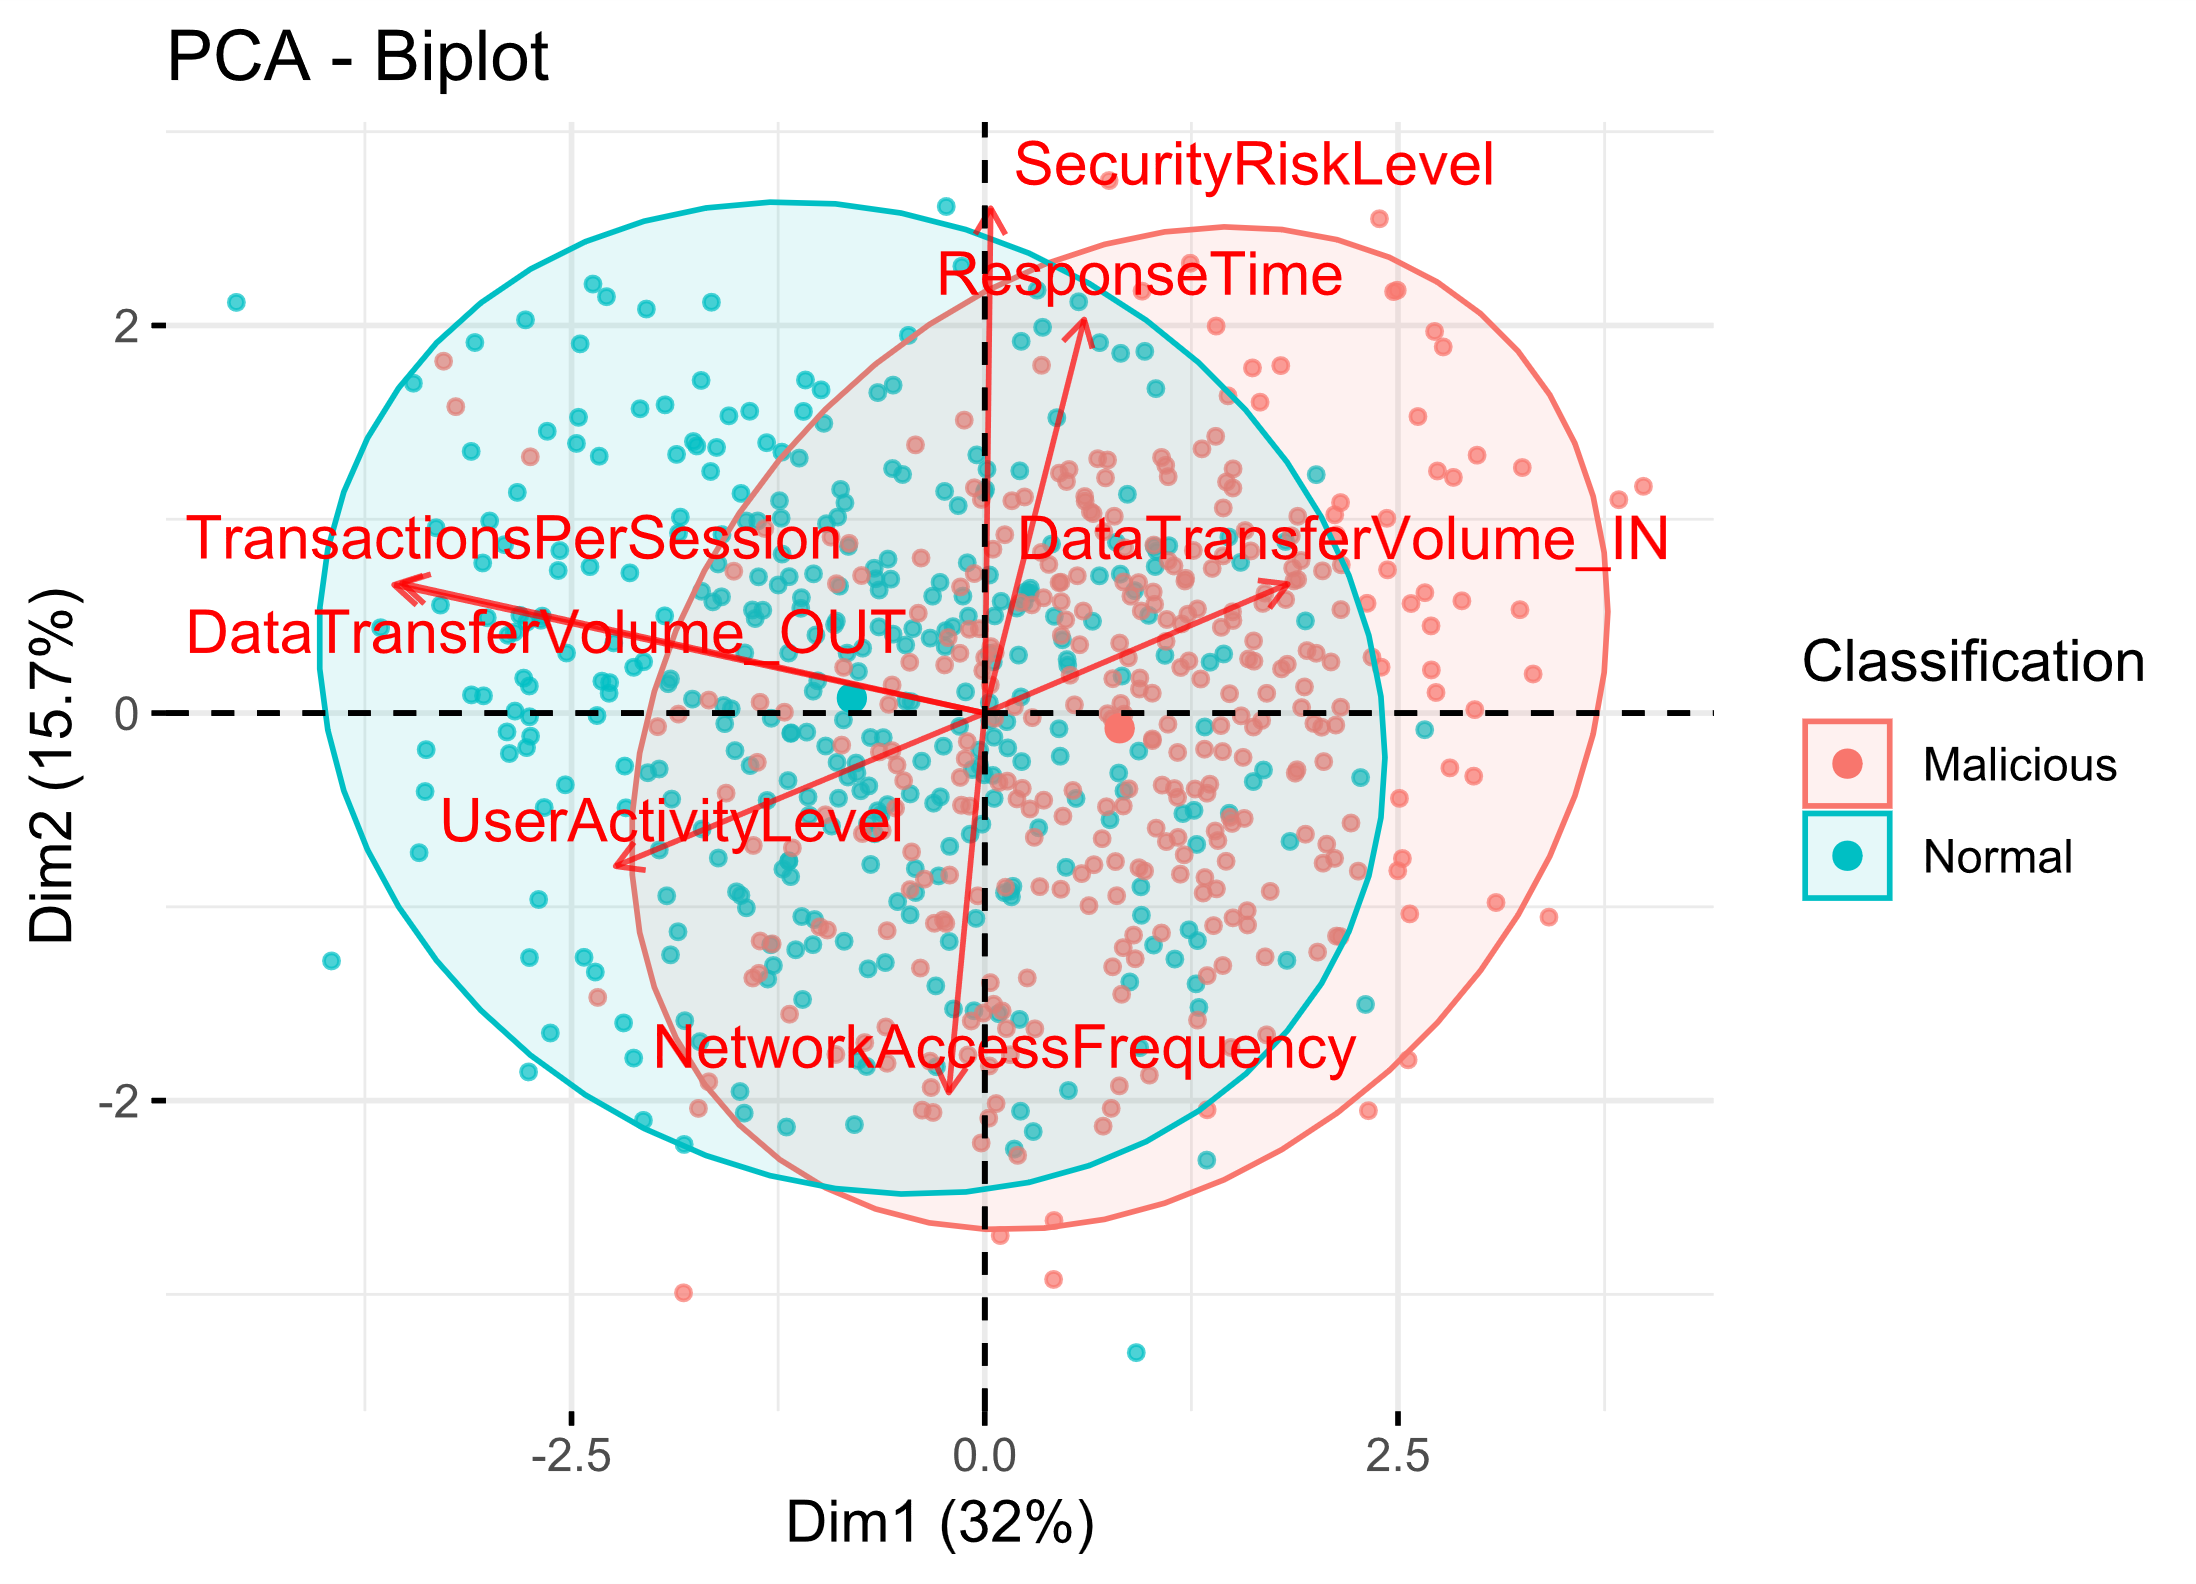 PCA - Biplot
SecurityRiskLevel
ResponseTime
2
TransactionsPerSession
DataTransferVolume_IN
DataTransferVolume_OUT
0
UserActivityLevel
NetworkAccessFrequency
-2
Dim2 (15.7%)
-2.5
0.0
2.5
Dim1 (32%)
Classification
Malicious
Normal